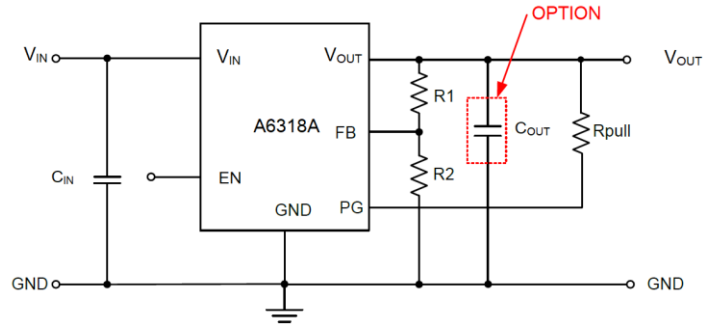 OPTION
VIN
VIN
VOUT
VOUT
R1
A6318A
FB
COUT
Rpull
CIN
EN
R2
GND
PG
GND
GND